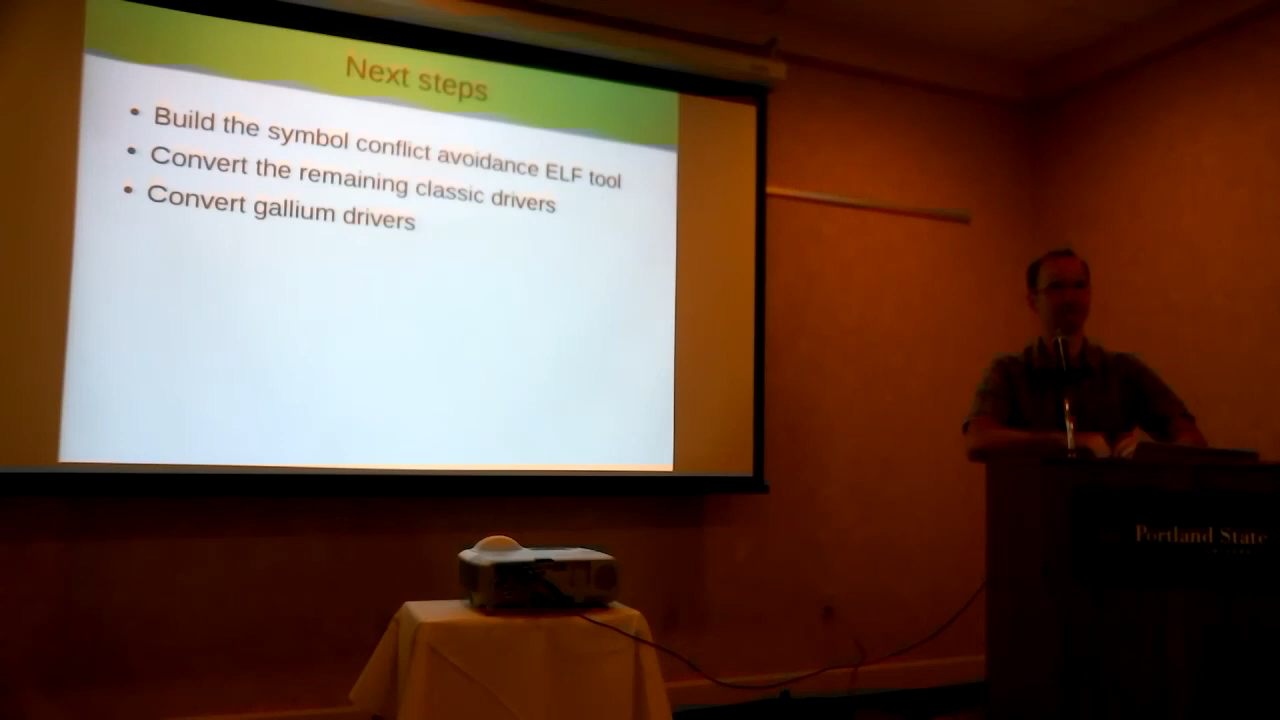 Next steps
• Build the symbol conflict avoidance ELF tool
• Convert the remaining classic drivers
• Convert gallium drivers
Portland State